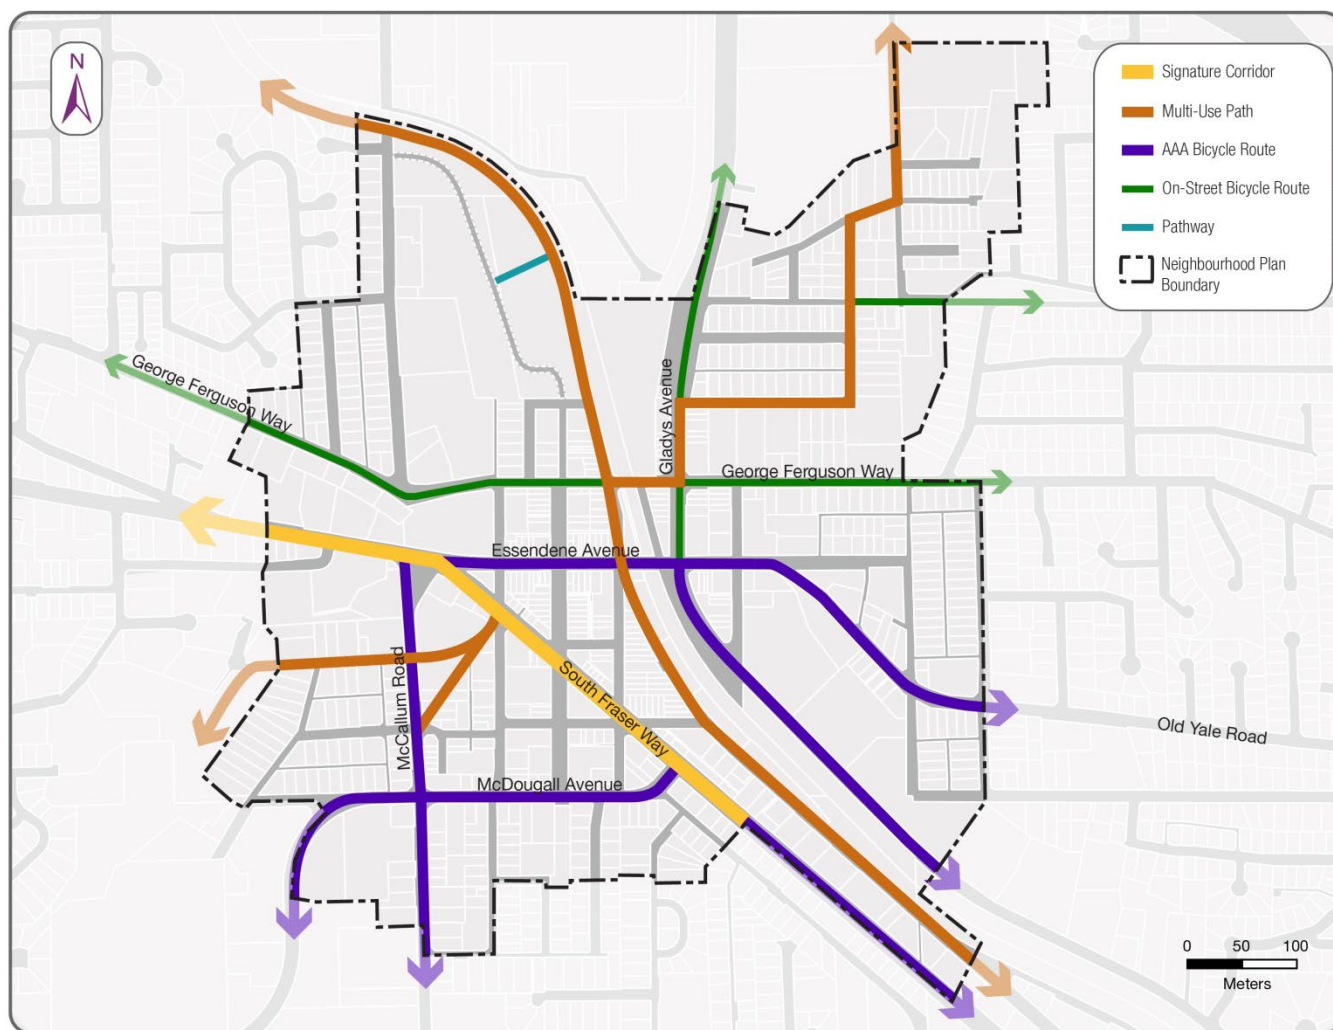 N
Signature Corridor
Multi-Use Path
AAA Bicycle Route
On-Street Bicycle Route
Pathway
Neighbourhood Plan
Boundary
George Ferguson Way
Gladys Avenue
George Ferguson Way
Essendene Avenue
South Fraser Way
McCallum Road
Old Yale Road
McDougall Avenue
0 50 100
Meters